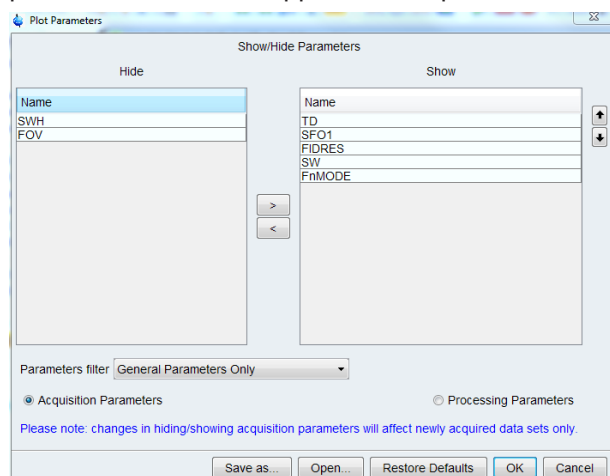 Plot Parameters
Show/Hide Parameters
Hide
Show
Name
SWH
FOV
Name
TD
SFO1
FIDRES
SW
FnMODE
>
<
Parameters filter General Parameters Only
Acquisition Parameters
Processing Parameters
Please note: changes in hiding/showing acquisition parameters will affect newly acquired data sets only.
Save as... Open... Restore Defaults OK Cancel